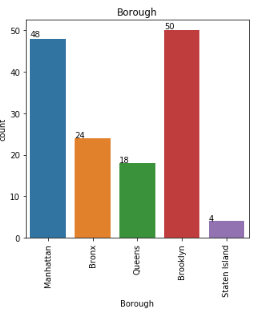 Borough
50
48
50
40
30
24
20
18
10
4
0
count
Manhattan
Bronx
Queens
Brooklyn
Staten Island
Borough